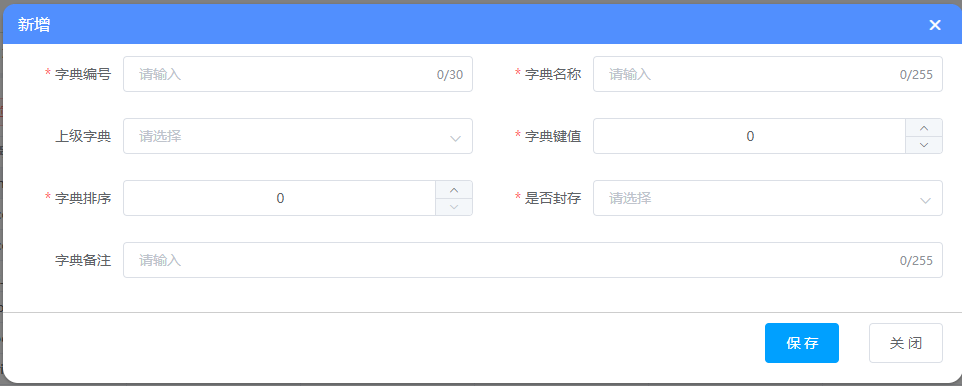 新增
* 字典编号 请输入 0/30 * 字典名称 请输入 0/255
上级字典 请选择 * 字典键值 0
* 字典排序 0 * 是否封存 请选择
字典备注 请输入 0/255
保存 关闭